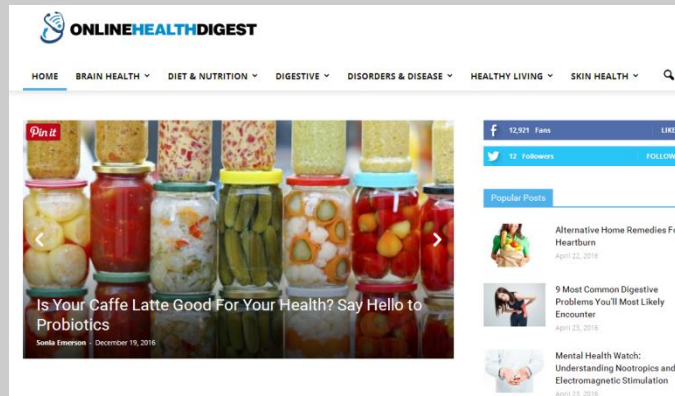 ONLINEHEALTHDIGEST
HOME BRAIN HEALTH DIET & NUTRITION DIGESTIVE DISORDERS & DISEASE HEALTHY LIVING SKIN HEALTH
Pin it
Is Your Caffe Latte Good For Your Health? Say Hello to
Probiotics
Sonia Emerson - December 19, 2016
12,921 Fans LIKE
12 Followers FOLLOW
Popular Posts
Alternative Home Remedies Fo
Heartburn
April 22, 2016
9 Most Common Digestive
Problems You'll Most Likely
Encounter
April 23, 2016
Mental Health Watch:
Understanding Nootropics and
Electromagnetic Stimulation
April 23, 2016